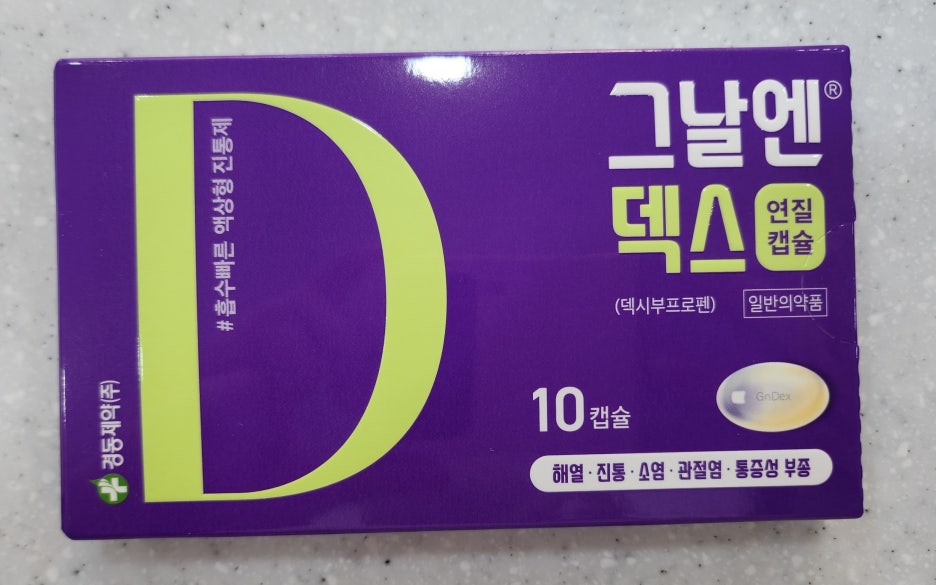 그날엔®
덱스 연질캡슐
(덱시부프로펜) 일반의약품
GnDex
10캡슐
해열·진통·소염·관절염·통증성 부종
D
#흡수빠른 액상형 진통제
경동제약(주)